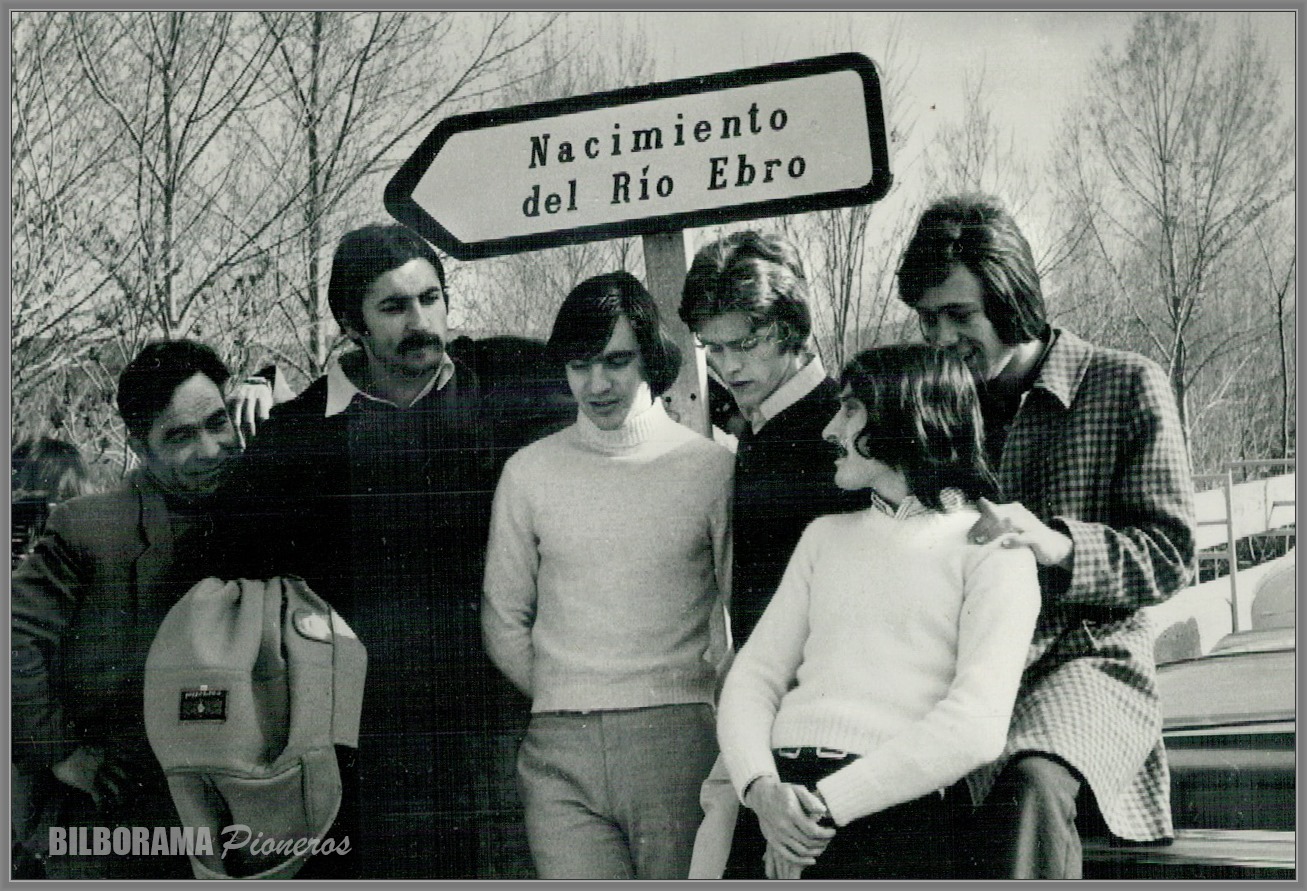 Nacimiento
del Río Ebro
BILBORAMA Pioneros